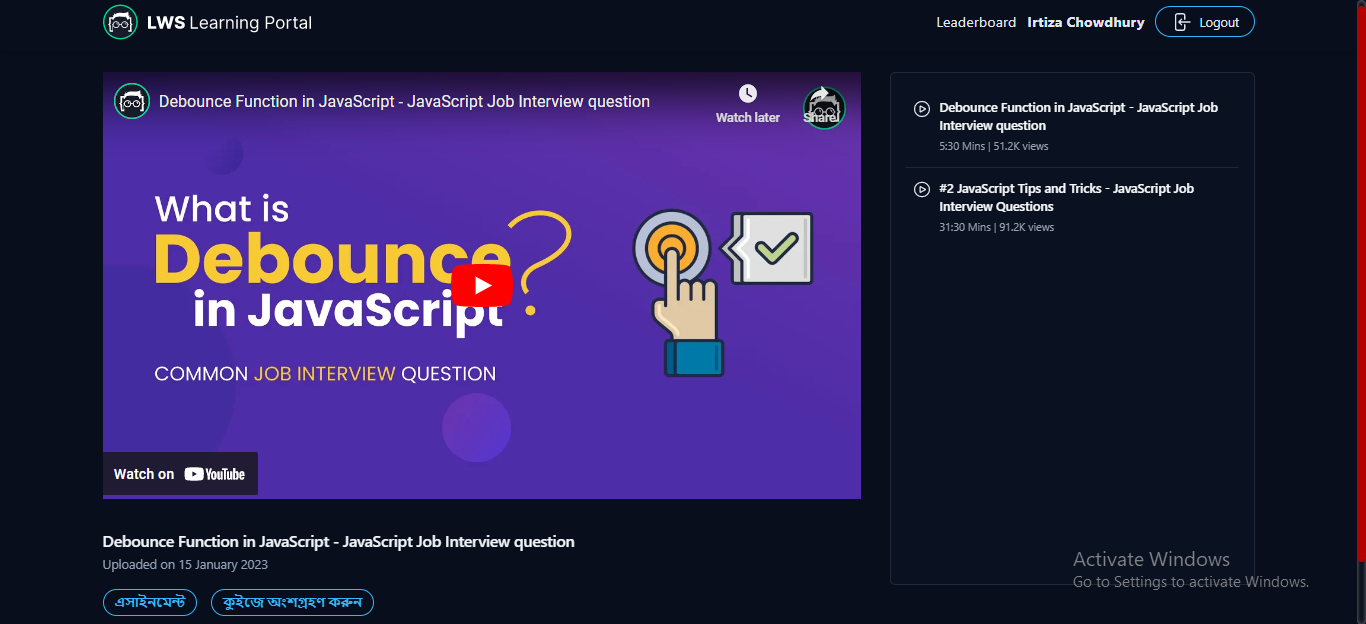 LWS Learning Portal
Leaderboard Irtiza Chowdhury Logout
Debounce Function in JavaScript - JavaScript Job Interview question
Watch later
Share
What is
Debounce?
in JavaScript
COMMON JOB INTERVIEW QUESTION
Watch on YouTube
Debounce Function in JavaScript - JavaScript Job Interview question
Uploaded on 15 January 2023
এসাইনমেন্ট কুইজে অংশগ্রহণ করুন
Debounce Function in JavaScript - JavaScript Job
Interview question
5:30 Mins | 51.2K views
#2 JavaScript Tips and Tricks - JavaScript Job
Interview Questions
31:30 Mins | 91.2K views
Activate Windows
Go to Settings to activate Windows.